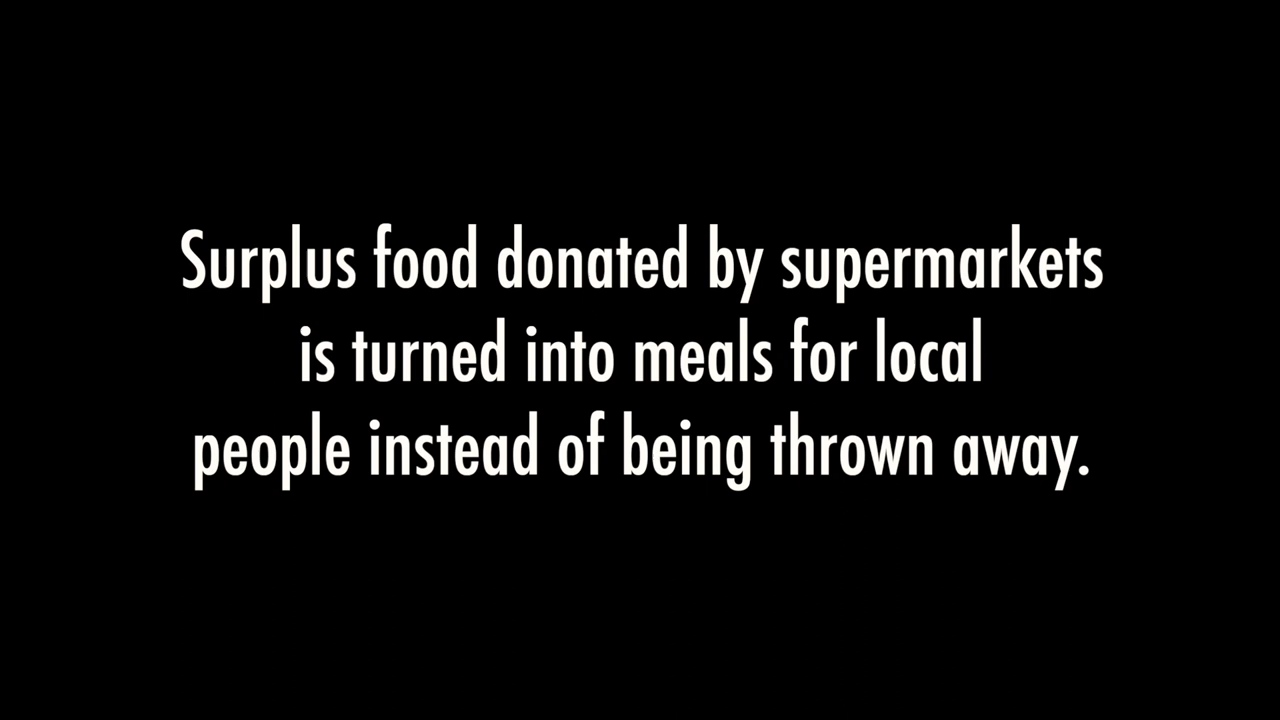 Surplus food donated by supermarkets
is turned into meals for local
people instead of being thrown away.